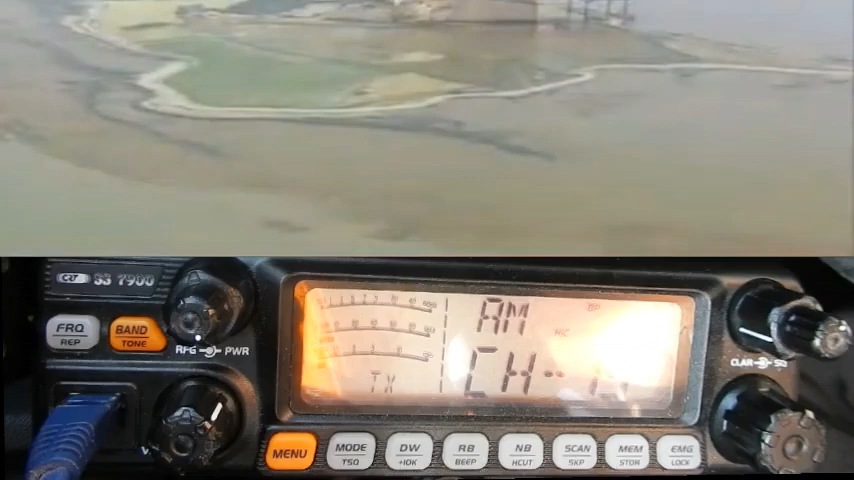 CRT SS 7900
FRQ
REP
BAND
TONE
RFG PWR
AM
TX
CH--
CLAR SQ
MENU
MODE
TSQ
DW
+10K
RB
BEEP
NB
HCUT
SCAN
SKP
MEM
STOR
EMG
LOCK